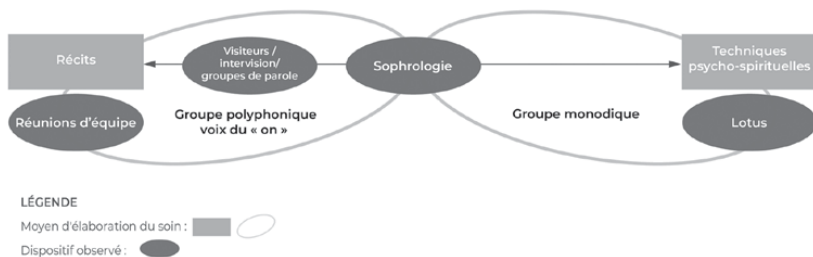 Récits
Visiteurs /
intervision/
groupes de parole
Sophrologie
Techniques
psycho-spirituelles
Réunions d'équipe
Groupe polyphonique
voix du « on »
Groupe monodique
Lotus
LÉGENDE
Moyen d'élaboration du soin :
Dispositif observé :